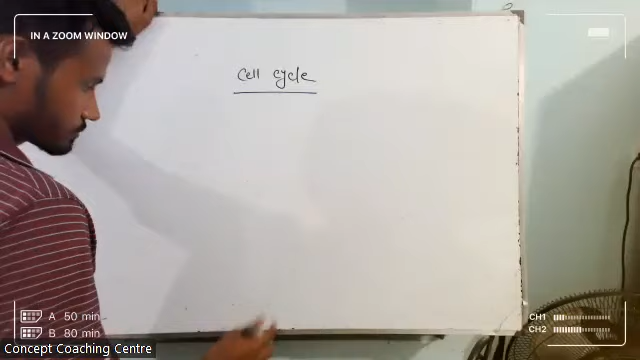 IN A ZOOM WINDOW
Cell cycle
A 50 min
B 80 min
CH1
CH2
Concept Coaching Centre